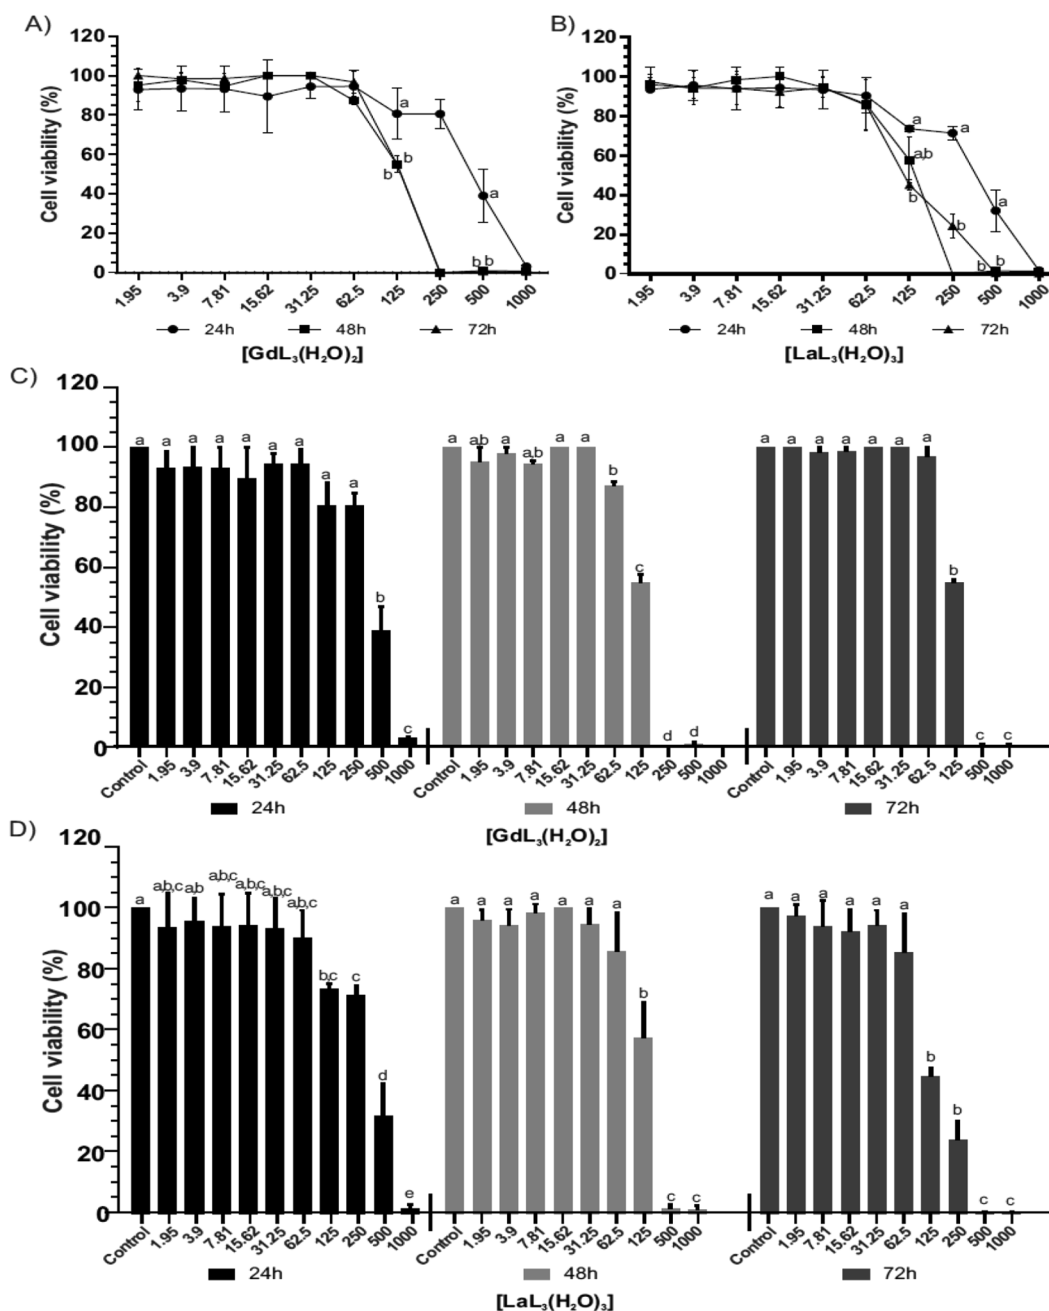 A)
B)
120
100
80
60
40
20
0
Cell viability (%)
a
b
b
a
b b
1.95 3.9 7.81 15.62 31.25 62.5 125 250 500 1000
24h 48h 72h
[GdL₃(H₂O)₂]
120
100
80
60
40
20
0
Cell viability (%)
a
a
a,b
a
b
b
b b
1.95 3.9 7.81 15.62 31.25 62.5 125 250 500 1000
24h 48h 72h
[LaL₃(H₂O)₃]
C)
120
100
80
60
40
20
0
Cell viability (%)
a a a a a a a a a b c
a ab a a,b a a b c d d
a a a a a a a b c c
Control 1.95 3.9 7.81 15.62 31.25 62.5 125 250 500 1000
Control 1.95 3.9 7.81 15.62 31.25 62.5 125 250 500 1000
Control 1.95 3.9 7.81 15.62 31.25 62.5 125 500 1000
24h 48h 72h
[GdL₃(H₂O)₂]
D)
120
100
80
60
40
20
0
Cell viability (%)
a a,b,c a,b a,b,c a,b,c a,b,c a,b,c b,c c d e
a a a a a a a b c c
a a a a a a b b c c
Control 1.95 3.9 7.81 15.62 31.25 62.5 125 250 500 1000
Control 1.95 3.9 7.81 15.62 31.25 62.5 125 500 1000
Control 1.95 7.81 15.62 31.25 62.5 125 250 500 1000
24h 48h 72h
[LaL₃(H₂O)₃]